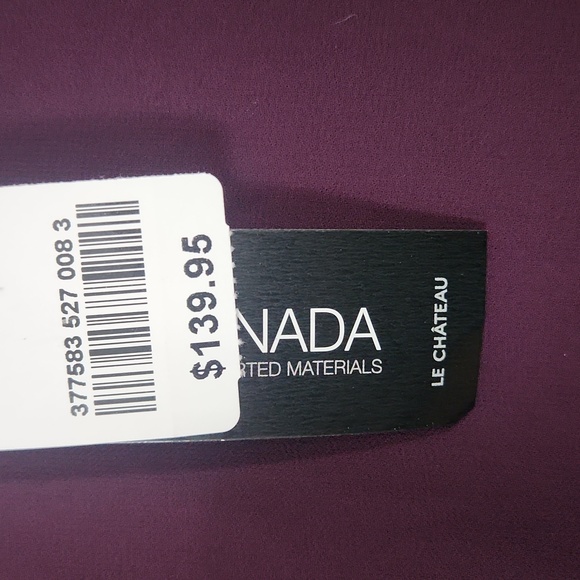 377583 527 008 3
$139.95
NADA
RTED MATERIALS
LE CHÂTEAU